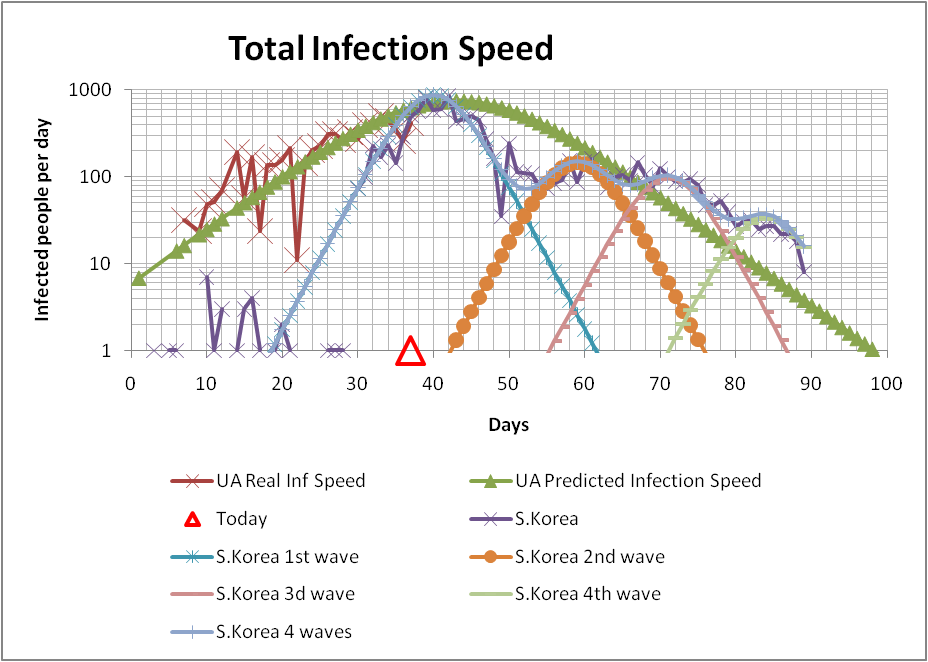 Total Infection Speed
1000
100
10
1
Infected people per day
0 10 20 30 40 50 60 70 80 90 100
Days
UA Real Inf Speed
UA Predicted Infection Speed
Today
S.Korea
S.Korea 1st wave
S.Korea 2nd wave
S.Korea 3d wave
S.Korea 4th wave
S.Korea 4 waves